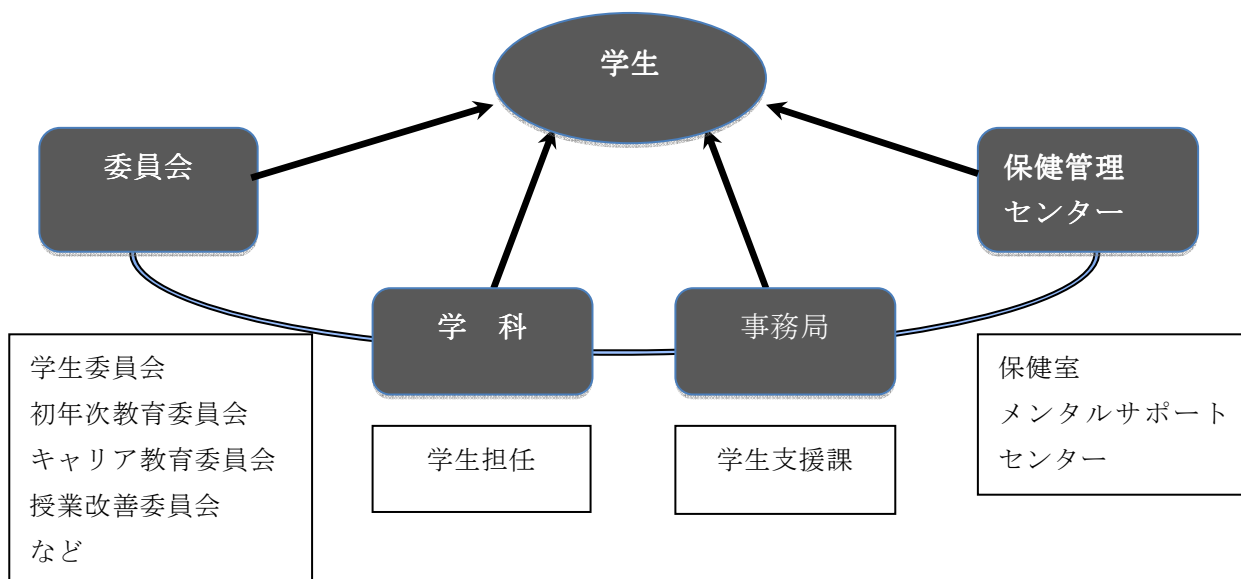 学生
委員会
保健管理
センター
学　科
事務局
学生委員会
初年次教育委員会
キャリア教育委員会
授業改善委員会
など
学生担任
学生支援課
保健室
メンタルサポート
センター